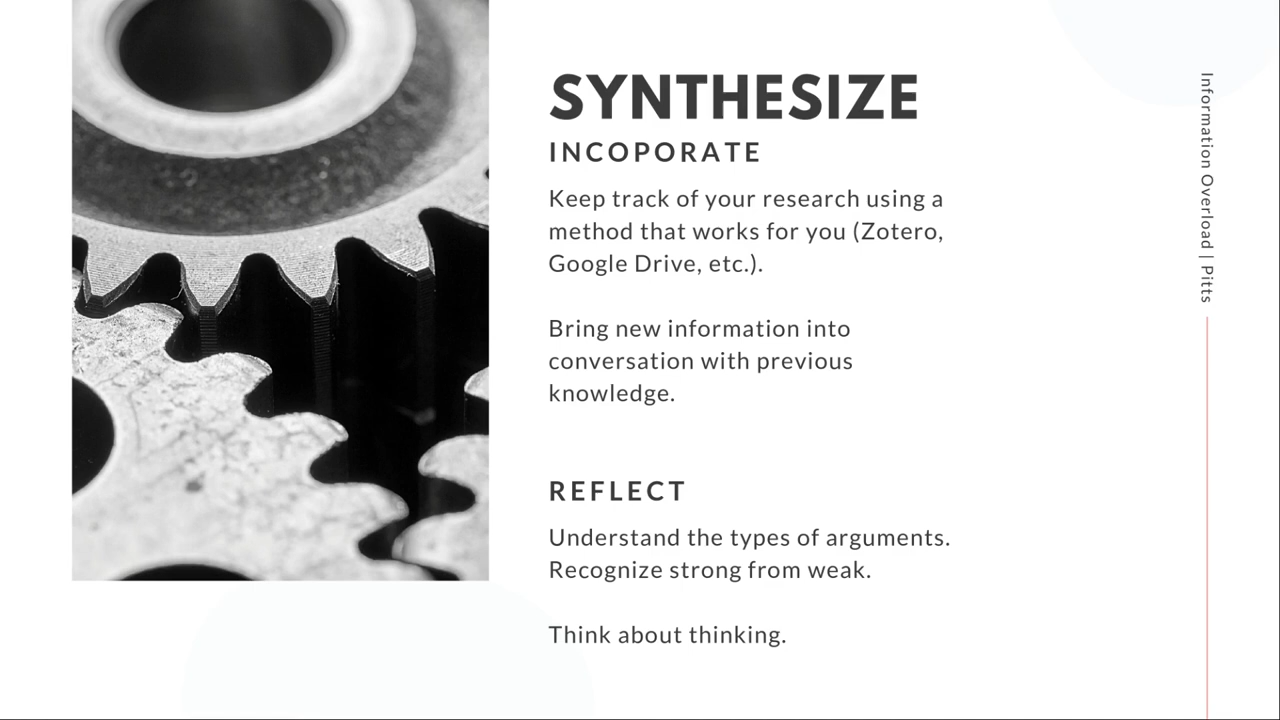 SYNTHESIZE
INCOPORATE
Keep track of your research using a
method that works for you (Zotero,
Google Drive, etc.).
Bring new information into
conversation with previous
knowledge.
REFLECT
Understand the types of arguments.
Recognize strong from weak.
Think about thinking.
Information Overload | Pitts